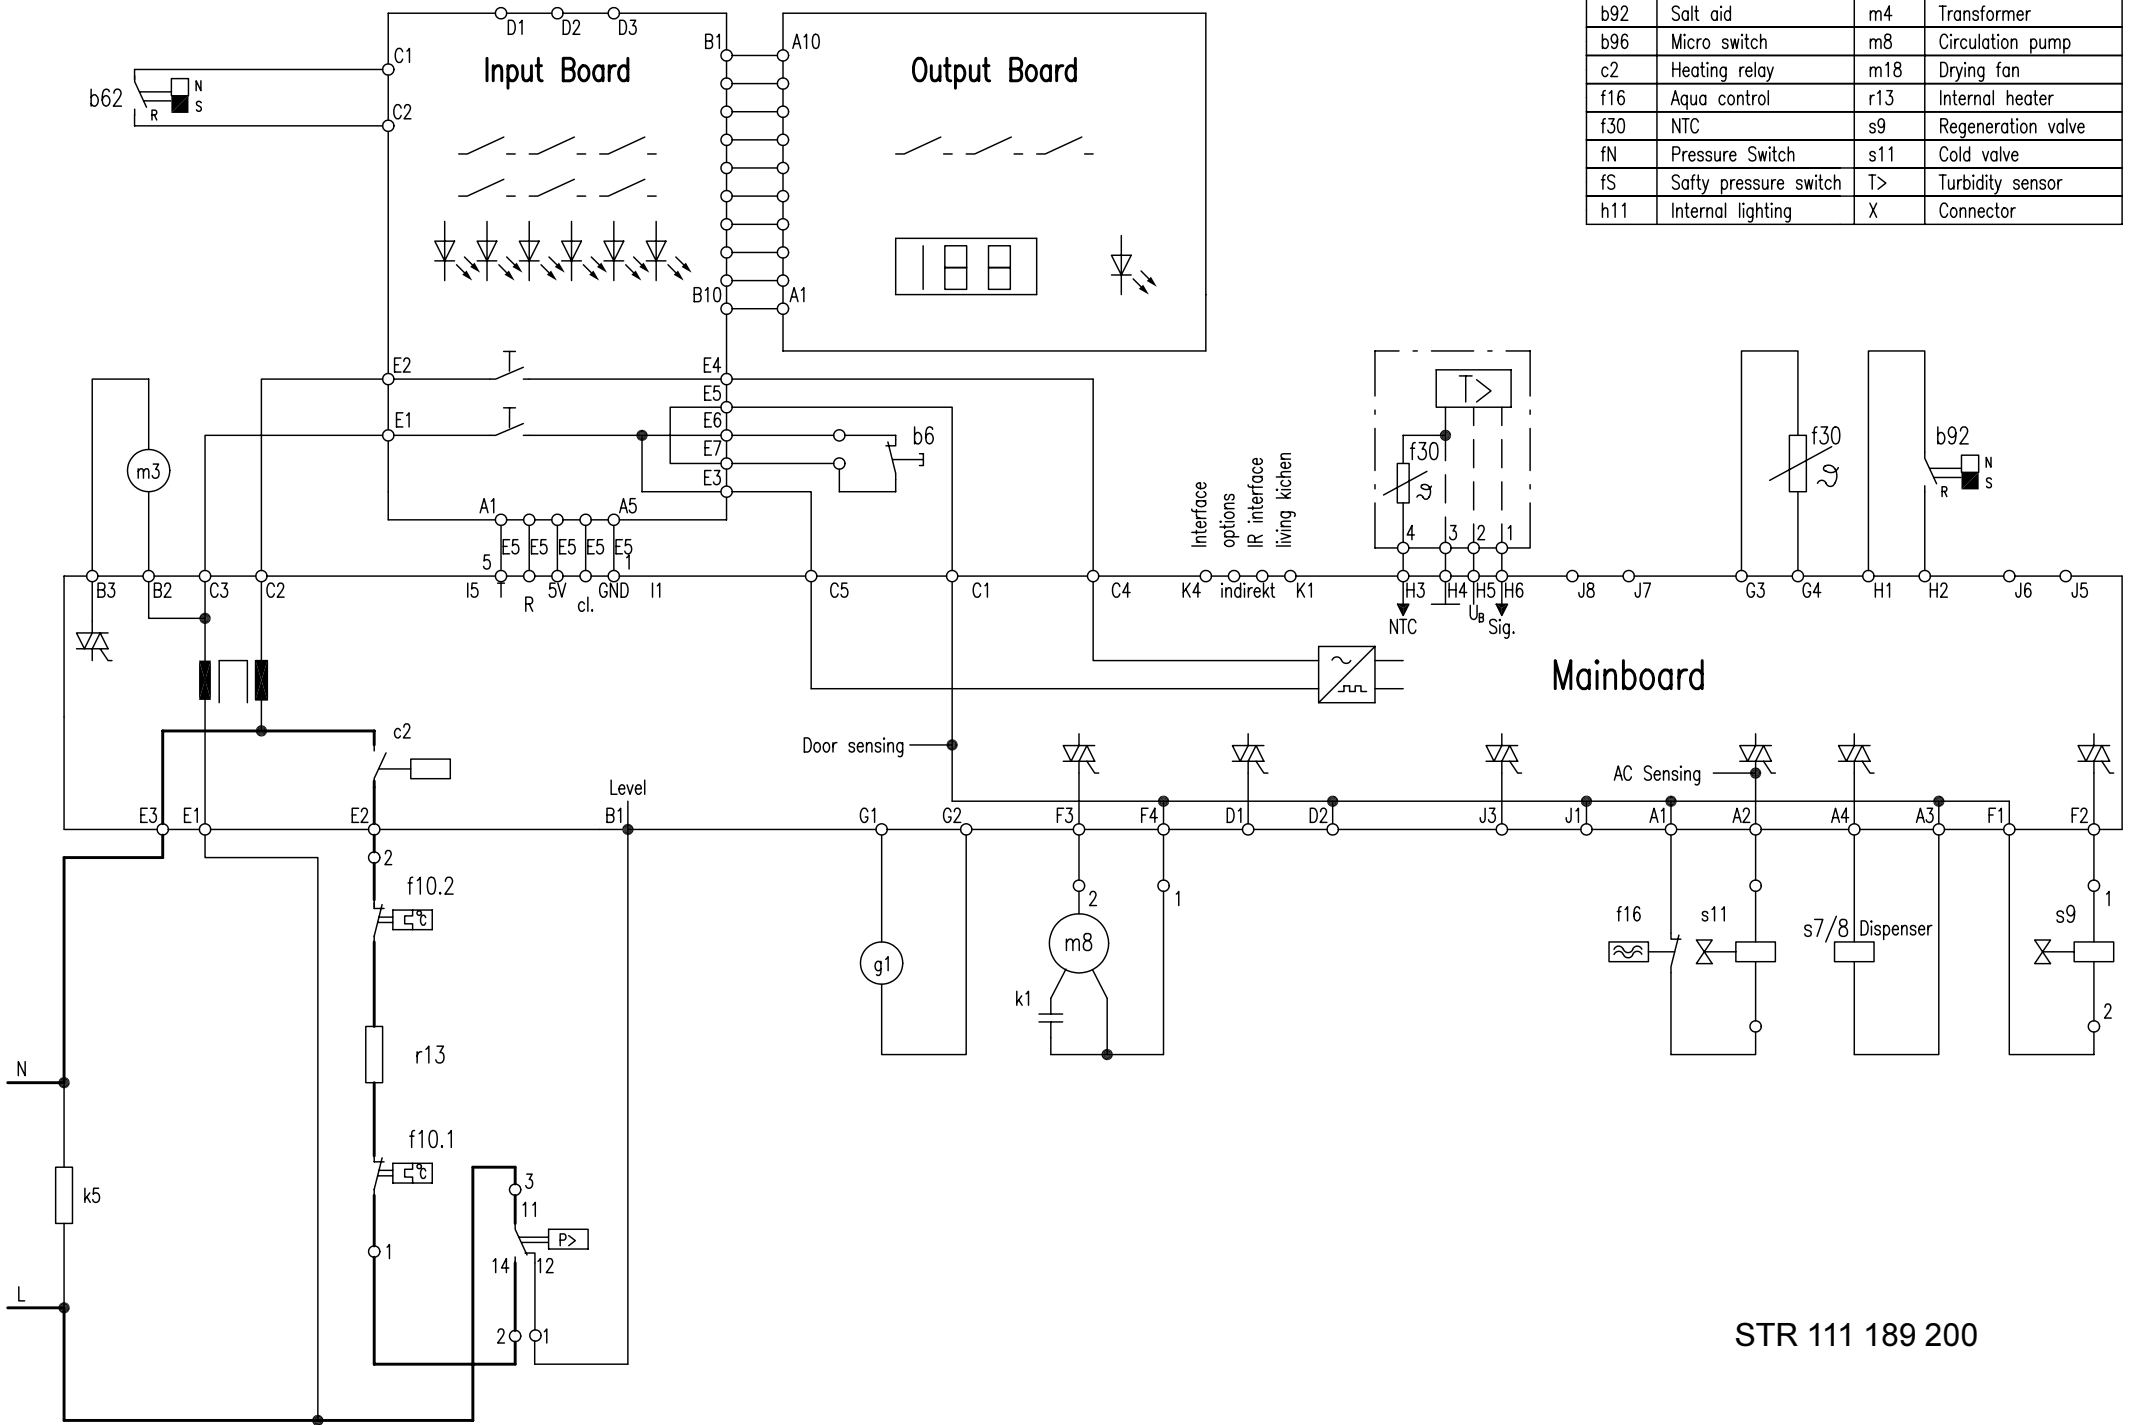 b92 Salt aid m4 Transformer
b96 Micro switch m8 Circulation pump
c2 Heating relay m18 Drying fan
f16 Aqua control r13 Internal heater
f30 NTC s9 Regeneration valve
fN Pressure Switch s11 Cold valve
fS Safty pressure switch T> Turbidity sensor
h11 Internal lighting X Connector
D1 D2 D3
C1
B1 A10
Input Board
Output Board
b62 N
S
R
C2
B10 A1
E2 E4
E5
E1 E6
E7
E3
b6
m3
A1 A5
E5 E5 E5 E5 E5
5 1
Interface
options
IR interface
living kichen
T>
f30
4 3 2 1
f30
b92 N
S
R
B3 B2 C3 C2 I5 T R 5V cl. GND I1 C5 C1 C4 K4 indirekt K1 H3 H4 H5 H6 J8 J7 G3 G4 H1 H2 J6 J5
NTC UB Sig.
Mainboard
c2
Door sensing
AC Sensing
Level
E3 E1 E2 B1 G1 G2 F3 F4 D1 D2 J3 J1 A1 A2 A4 A3 F1 F2
2
f10.2
°C
2 1
m8
k1
g1
f16 s11
s7/8 Dispenser
s9
1
2
r13
N
f10.1
°C
k5
1
3
11
P>
14 12
L
2 1
STR 111 189 200